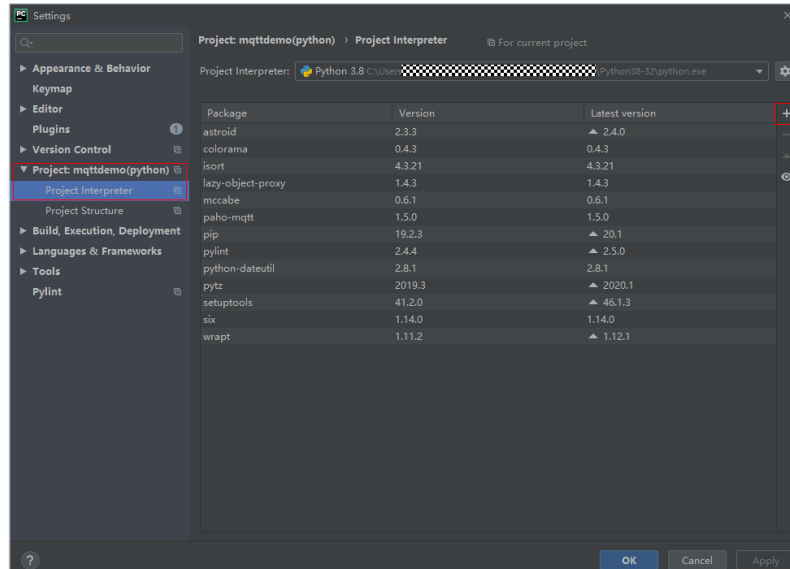 PC Settings
Project: mqttdemo(python) › Project Interpreter For current project
Appearance & Behavior
Keymap
Editor
Plugins 1
Version Control
Project: mqttdemo(python)
Project Interpreter
Project Structure
Build, Execution, Deployment
Languages & Frameworks
Tools
Pylint
Project Interpreter: Python 3.8 C:\User Python38-32\python.exe
Package Version Latest version
astroid 2.3.3 2.4.0
colorama 0.4.3 0.4.3
isort 4.3.21 4.3.21
lazy-object-proxy 1.4.3 1.4.3
mccabe 0.6.1 0.6.1
paho-mqtt 1.5.0 1.5.0
pip 19.2.3 20.1
pylint 2.4.4 2.5.0
python-dateutil 2.8.1 2.8.1
pytz 2019.3 2020.1
setuptools 41.2.0 46.1.3
six 1.14.0 1.14.0
wrapt 1.11.2 1.12.1
? OK Cancel Apply